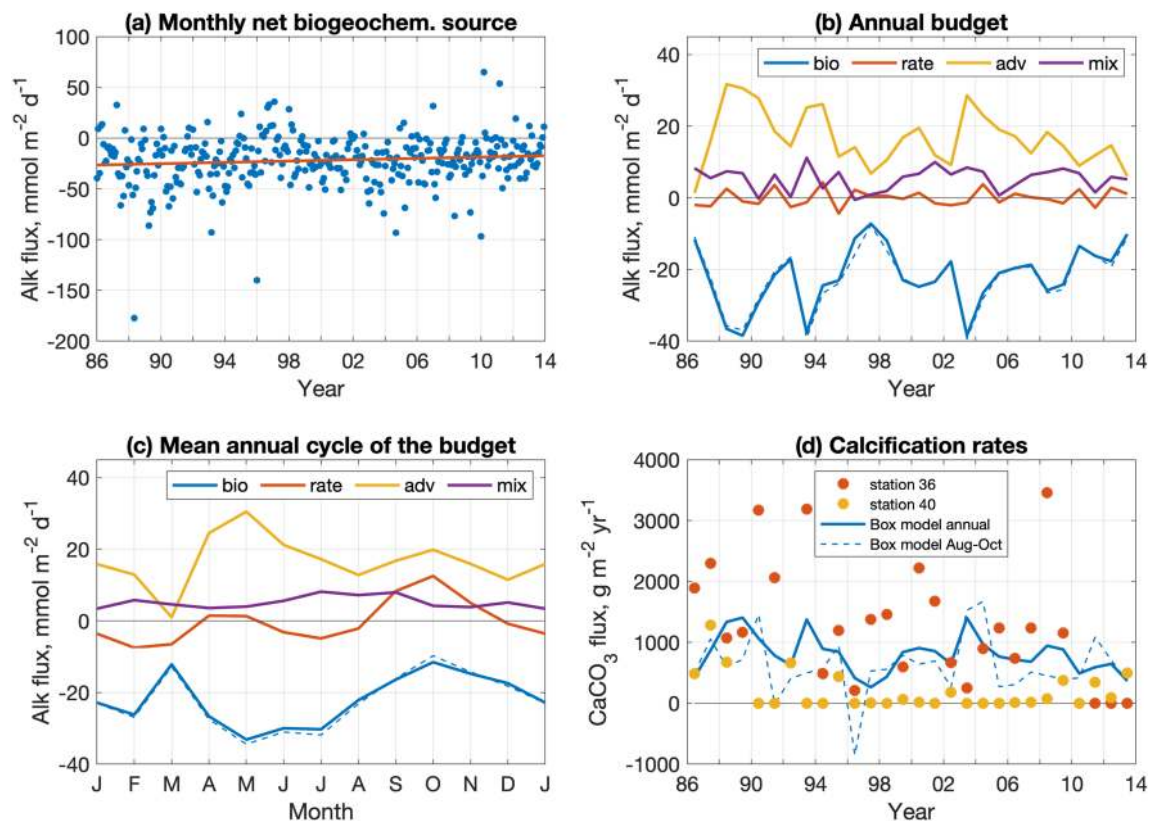 (a) Monthly net biogeochem. source
Alk flux, mmol m⁻² d⁻¹
100
50
0
-50
-100
-150
-200
86 90 94 98 02 06 10 14
Year
(b) Annual budget
bio rate adv mix
Alk flux, mmol m⁻² d⁻¹
40
20
0
-20
-40
86 90 94 98 02 06 10 14
Year
(c) Mean annual cycle of the budget
bio rate adv mix
Alk flux, mmol m⁻² d⁻¹
40
20
0
-20
-40
J F M A M J J A S O N D J
Month
(d) Calcification rates
station 36
station 40
Box model annual
Box model Aug-Oct
CaCO₃ flux, g m⁻² yr⁻¹
4000
3000
2000
1000
0
-1000
86 90 94 98 02 06 10 14
Year